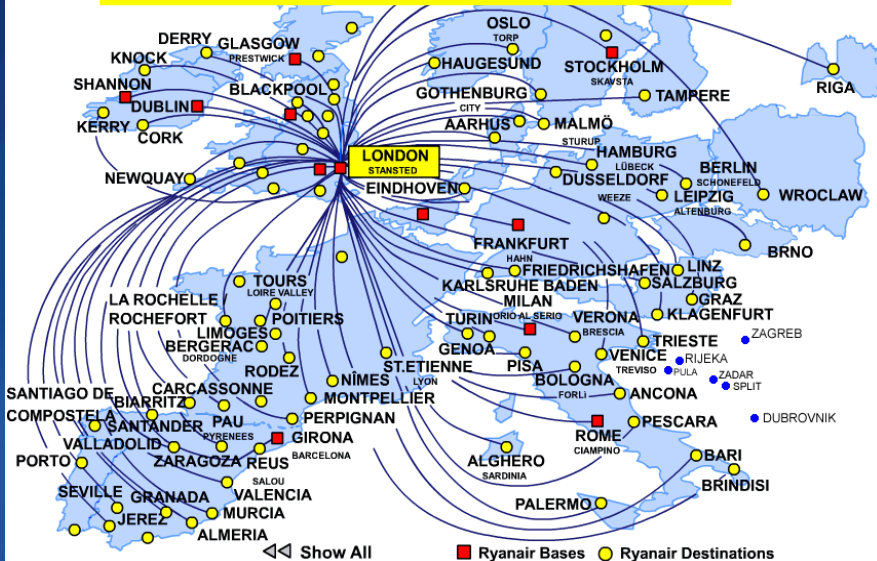 OSLO
TORP
DERRY
GLASGOW
PRESTWICK
KNOCK
HAUGESUND
STOCKHOLM
SKAVSTA
RIGA
SHANNON
BLACKPOOL
GOTHENBURG
CITY
TAMPERE
DUBLIN
KERRY
CORK
AARHUS
MALMÖ
STURUP
LONDON
STANSTED
HAMBURG
LÜBECK
NEWQUAY
EINDHOVEN
DUSSELDORF
WEEZE
BERLIN
SCHONEFELD
LEIPZIG
ALTENBURG
WROCLAW
FRANKFURT
HAHN
BRNO
TOURS
LOIRE VALLEY
FRIEDRICHSHAFEN
LINZ
KARLSRUHE BADEN
SALZBURG
LA ROCHELLE
MILAN
ORIO AL SERIO
GRAZ
ROCHEFORT
POITIERS
TURIN
VERONA
BRESCIA
KLAGENFURT
LIMOGES
BERGERAC
DORDOGNE
GENOA
TRIESTE
ZAGREB
RODEZ
ST.ETIENNE
LYON
PISA
VENICE
TREVISO
RIJEKA
PULA
BOLOGNA
FORLì
ZADAR
SPLIT
SANTIAGO DE
COMPOSTELA
BIARRITZ
CARCASSONNE
NÎMES
MONTPELLIER
ANCONA
PAU
PYRENEES
PERPIGNAN
DUBROVNIK
SANTANDER
PESCARA
VALLADOLID
GIRONA
BARCELONA
ROME
CIAMPINO
PORTO
ZARAGOZA
REUS
SALOU
ALGHERO
SARDINIA
BARI
BRINDISI
SEVILLE
GRANADA
VALENCIA
PALERMO
JEREZ
MURCIA
ALMERIA
Show All
Ryanair Bases
Ryanair Destinations